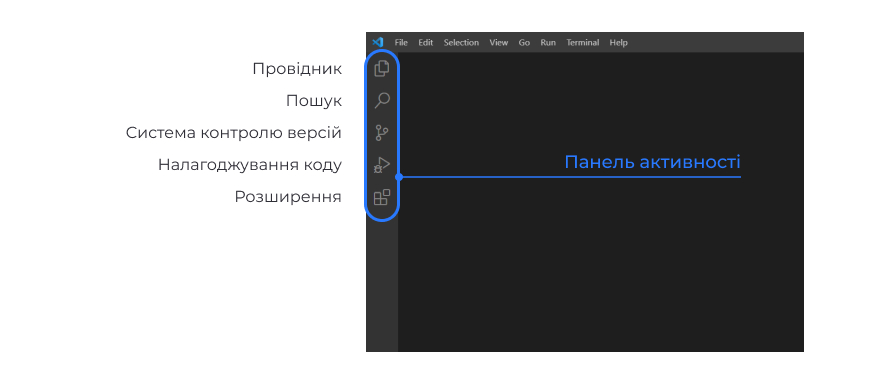 File Edit Selection View Go Run Terminal Help
Провідник
Пошук
Система контролю версій
Налагоджування коду
Панель активності
Розширення